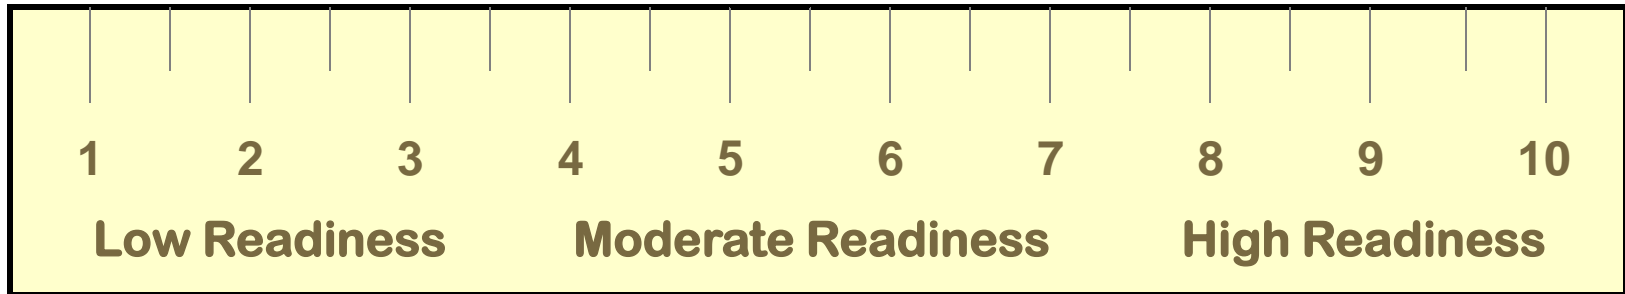 1 2 3 4 5 6 7 8 9 10
Low Readiness Moderate Readiness High Readiness